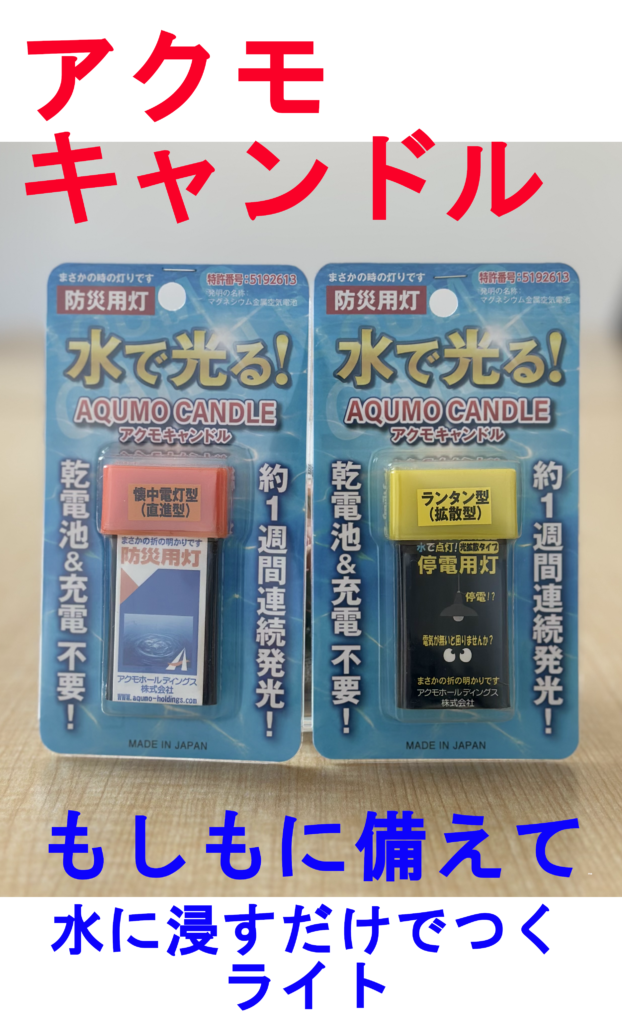 アクモ
キャンドル
まさかの時の灯りです
特許番号:5192613
発明の名称:
マグネシウム金属空気電池
防災用灯
水で光る!
AQUMO CANDLE
アクモキャンドル
乾電池&充電 不要!
約1週間連続発光!
懐中電灯型
(直進型)
まさかの折の明かりです
防災用灯
アクモホールディングス
株式会社
www.aqumo-holdings.com
MADE IN JAPAN
まさかの時の灯りです
特許番号:5192613
発明の名称:
マグネシウム金属空気電池
防災用灯
水で光る!
AQUMO CANDLE
アクモキャンドル
乾電池&充電 不要!
約1週間連続発光!
ランタン型
(拡散型)
水で点灯! 光拡散タイプ
停電用灯
停電!?
電気が無いと困りませんか?
まさかの折の明かりです
アクモホールディングス
株式会社
MADE IN JAPAN
もしもに備えて
水に浸すだけでつく
ライト